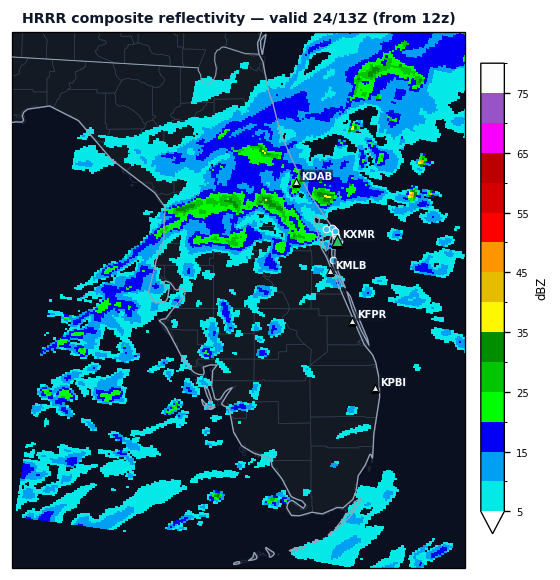 HRRR composite reflectivity — valid 24/13Z (from 12z)
KDAB
KXMR
KMLB
KFPR
KPBI
75
65
55
45
35
25
15
5
dBZ